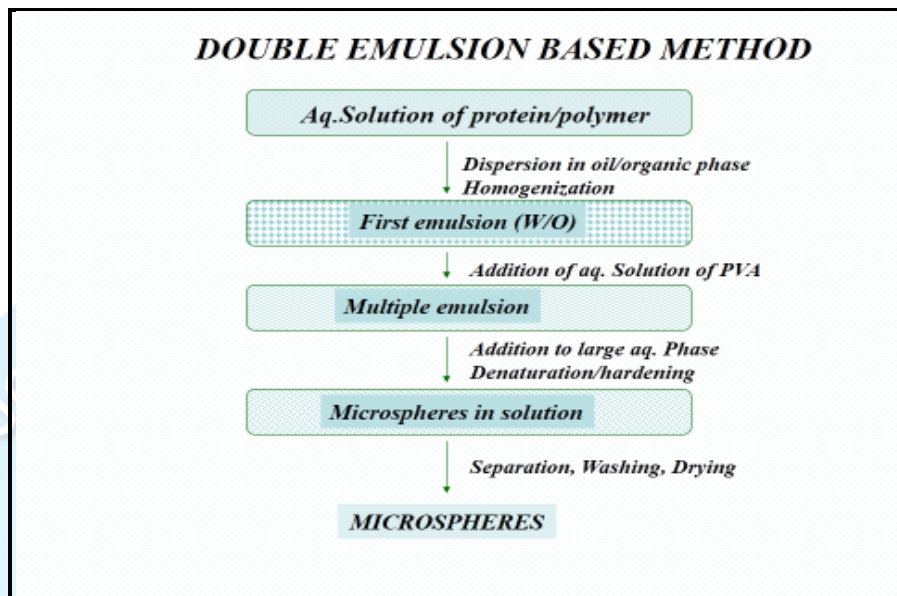 DOUBLE EMULSION BASED METHOD
Aq.Solution of protein/polymer
Dispersion in oil/organic phase
Homogenization
First emulsion (W/O)
Addition of aq. Solution of PVA
Multiple emulsion
Addition to large aq. Phase
Denaturation/hardening
Microspheres in solution
Separation, Washing, Drying
MICROSPHERES